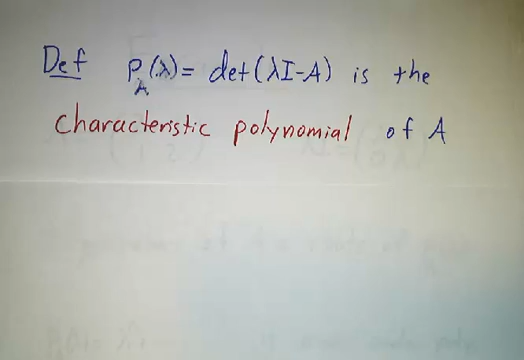 Def P_A(λ) = det(λI-A) is the
characteristic polynomial of A